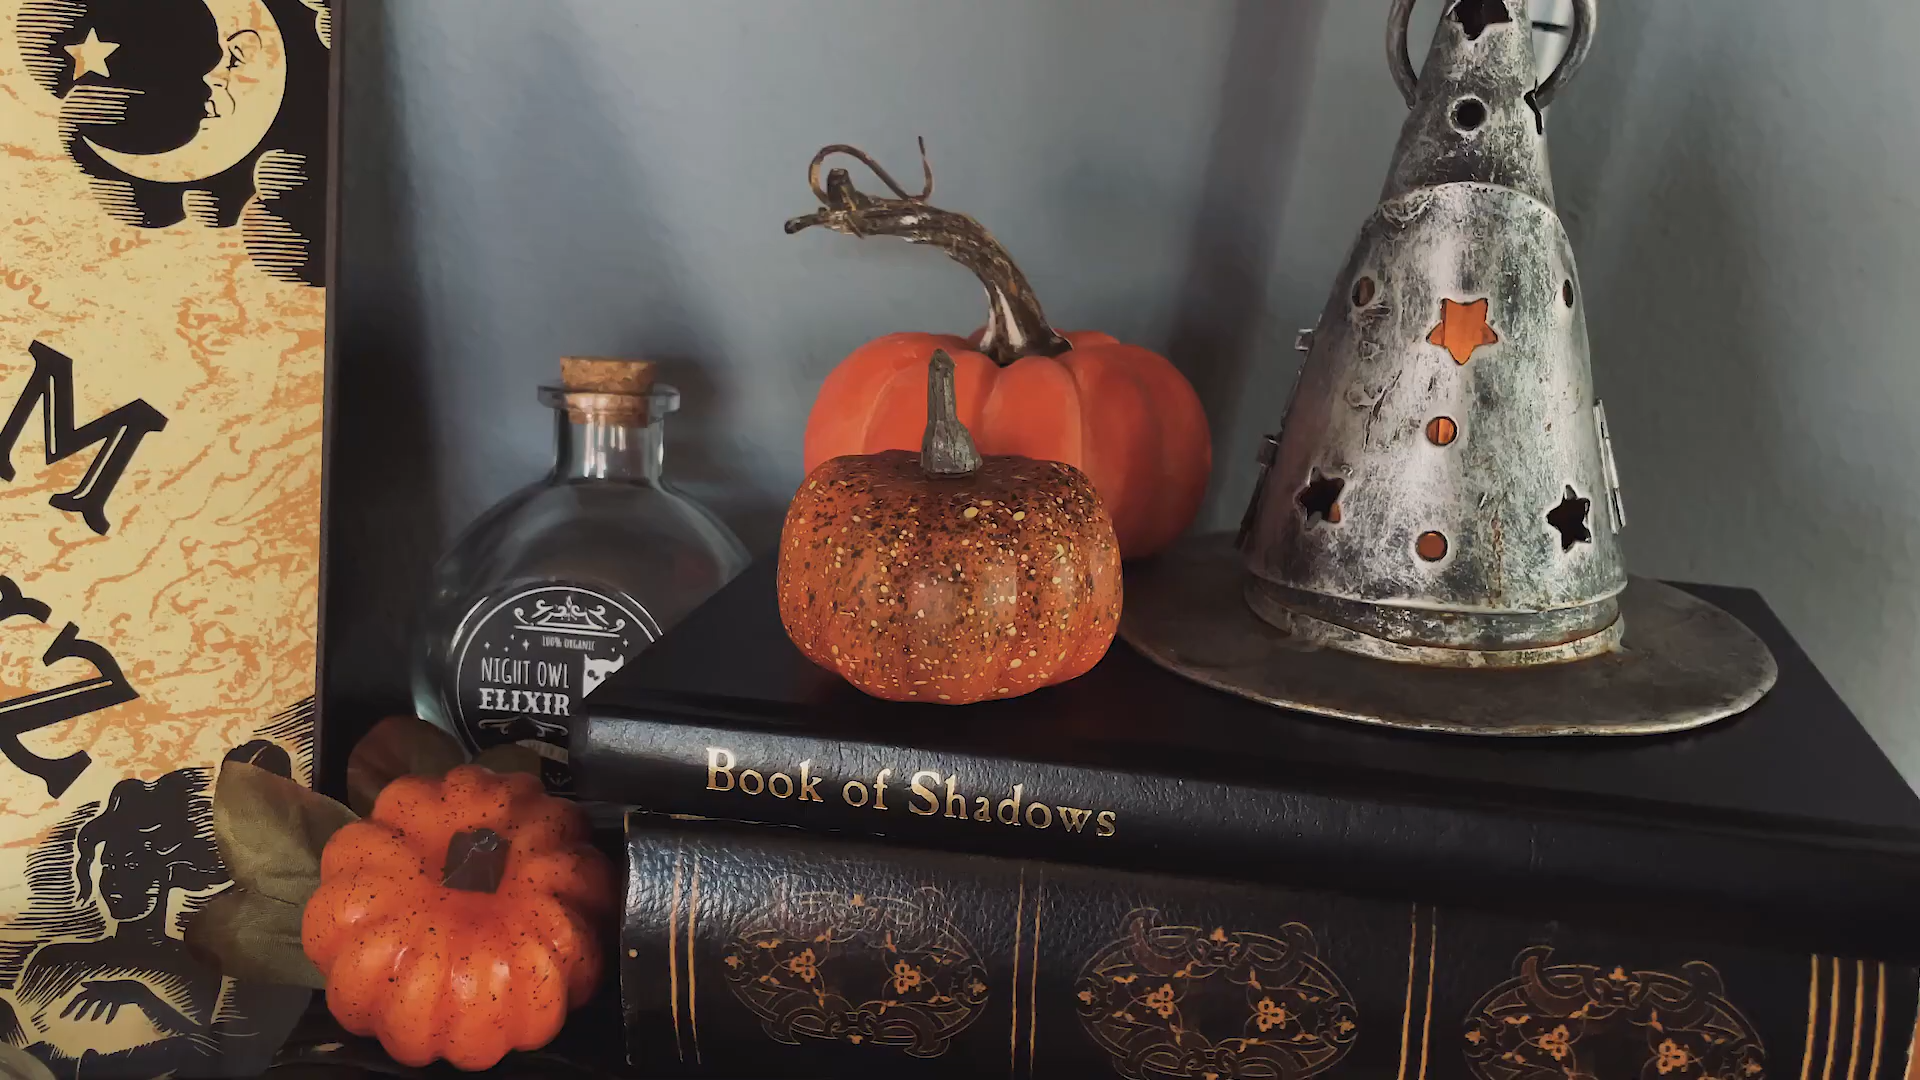 M
Z
100% ORGANIC
NIGHT OWL
ELIXIR
Book of Shadows